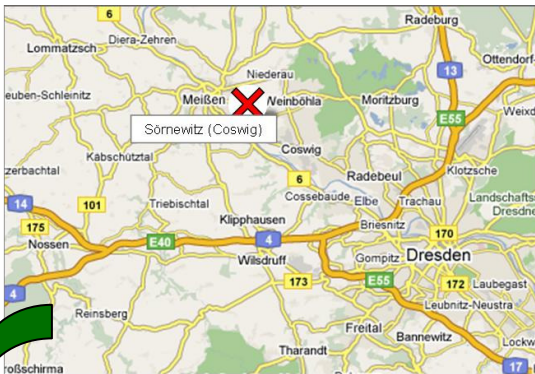 6
Radeburg
Diera-Zehren
Lommatzsch
Ottendorf-
13
Niederau
euben-Schleinitz
Meißen
Weinböhla
Moritzburg
E55
Weixd
Sörnewitz (Coswig)
Coswig
Käbschütztal
zerbachtal
6
Radebeul
Klotzsche
Cossebaude
Elbe
Trachau
Landschafts
Dresdne
14
101
Triebischtal
Klipphausen
Briesnitz
175
Nossen
E40
4
170
Wilsdruff
Gompitz
Dresden
173
E55
172
Laubegast
4
Reinsberg
Leubnitz-Neustra
Freital
Bannewitz
Lockw
Tharandt
roßschirma
17